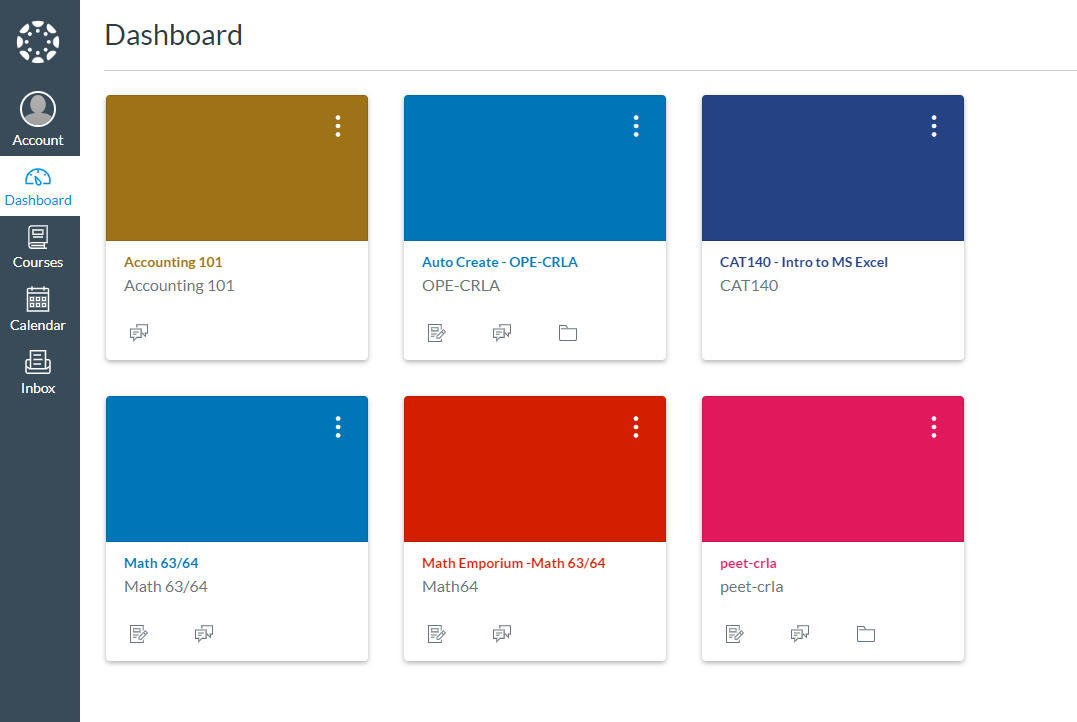 Dashboard
Account
Dashboard
Courses
Calendar
Inbox
Accounting 101
Accounting 101
Auto Create - OPE-CRLA
OPE-CRLA
CAT140 - Intro to MS Excel
CAT140
Math 63/64
Math 63/64
Math Emporium -Math 63/64
Math64
peet-crla
peet-crla